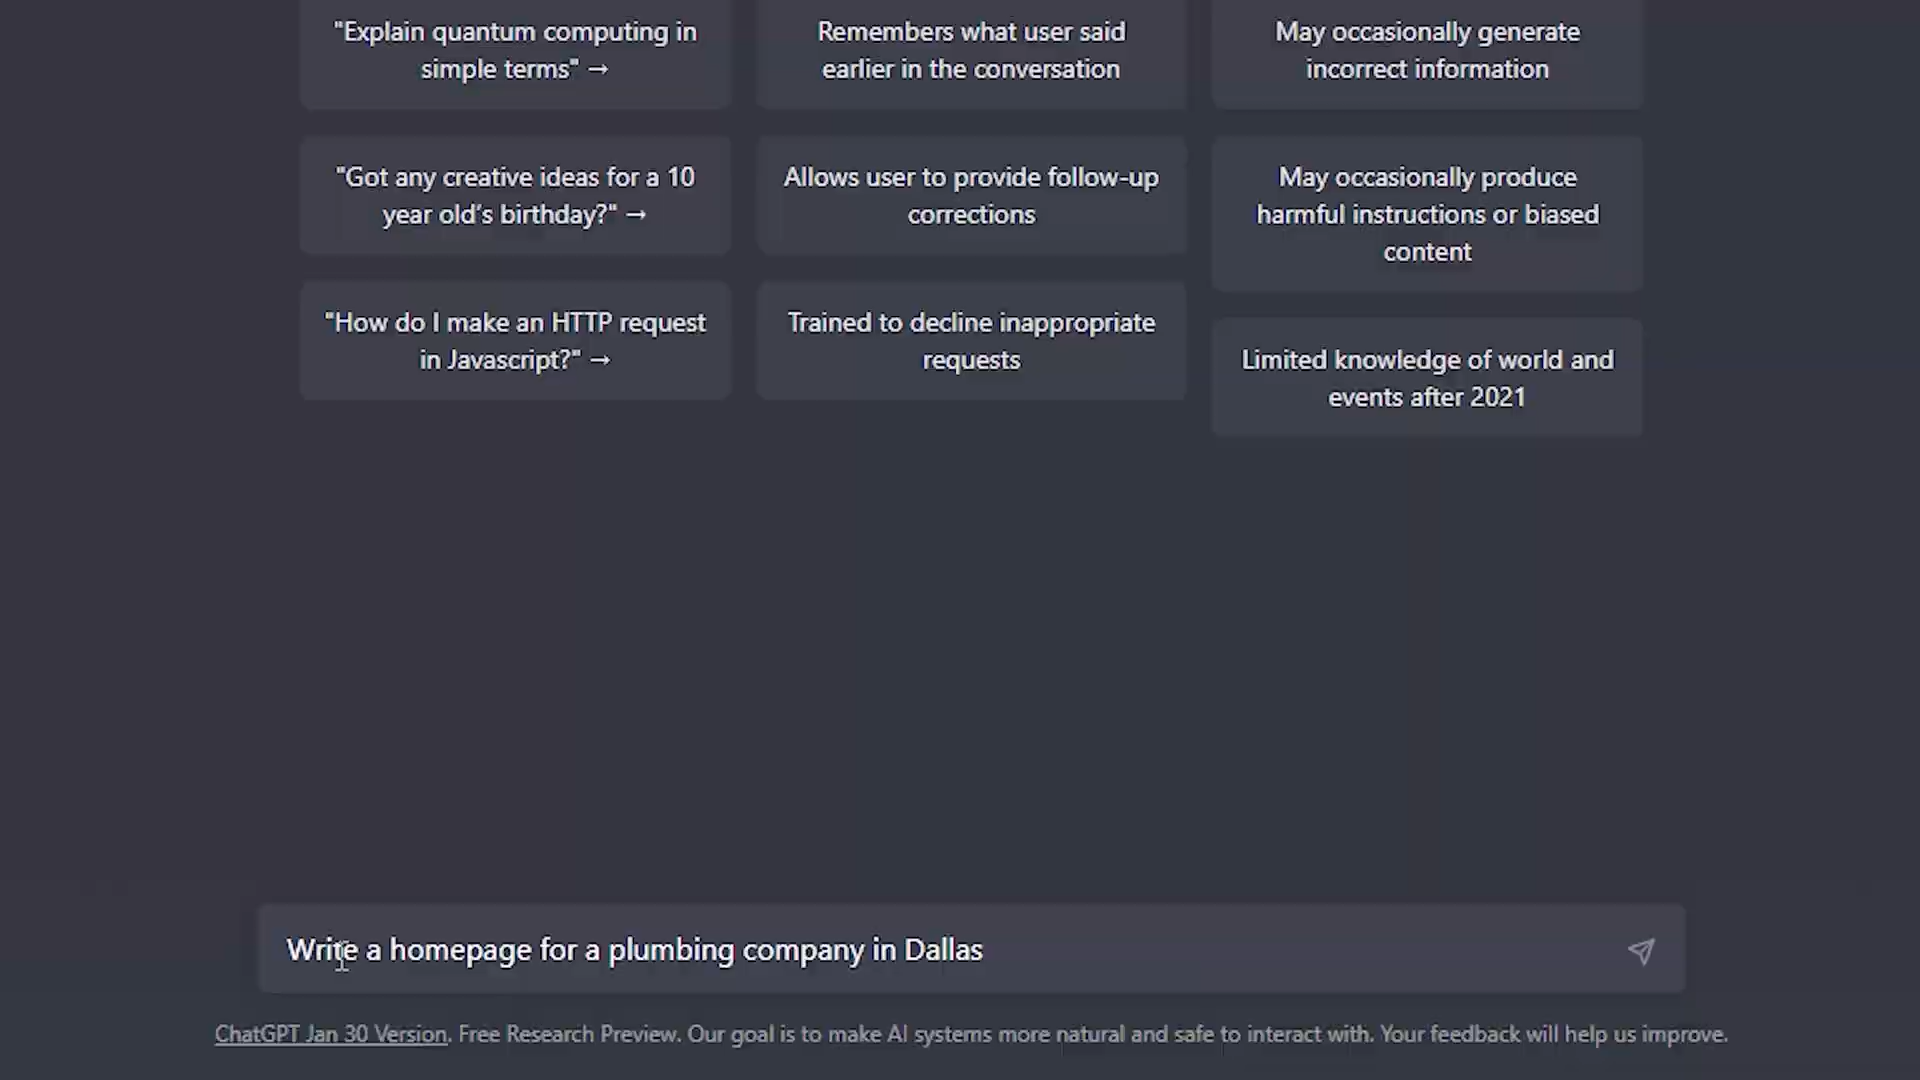 "Explain quantum computing in
simple terms" →
Remembers what user said
earlier in the conversation
May occasionally generate
incorrect information
"Got any creative ideas for a 10
year old's birthday?" →
Allows user to provide follow-up
corrections
May occasionally produce
harmful instructions or biased
content
"How do I make an HTTP request
in Javascript?" →
Trained to decline inappropriate
requests
Limited knowledge of world and
events after 2021
Write a homepage for a plumbing company in Dallas
ChatGPT Jan 30 Version. Free Research Preview. Our goal is to make AI systems more natural and safe to interact with. Your feedback will help us improve.